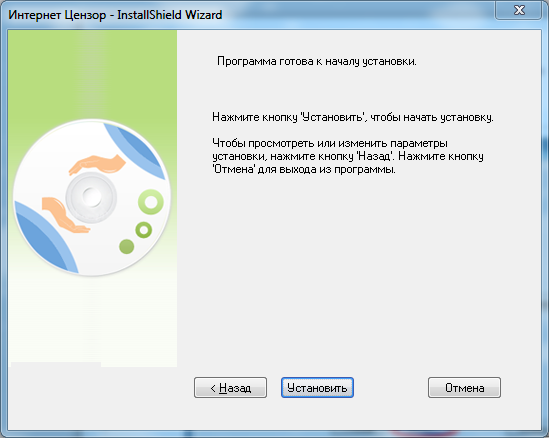 Интернет Цензор - InstallShield Wizard
Программа готова к началу установки.
Нажмите кнопку 'Установить', чтобы начать установку.
Чтобы просмотреть или изменить параметры
установки, нажмите кнопку 'Назад'. Нажмите кнопку
'Отмена' для выхода из программы.
< Назад
Установить
Отмена